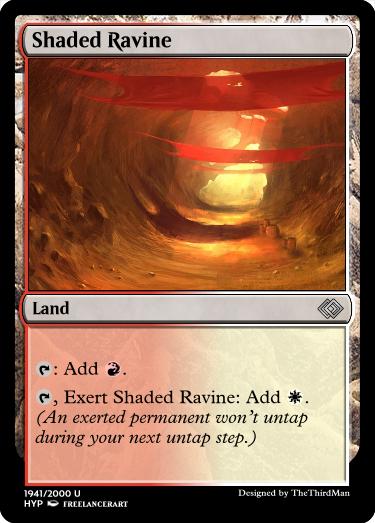 Shaded Ravine
Land
: Add .
, Exert Shaded Ravine: Add .
(An exerted permanent won't untap
during your next untap step.)
1941/2000 U
Designed by TheThirdMan
HYP FREELANCERART